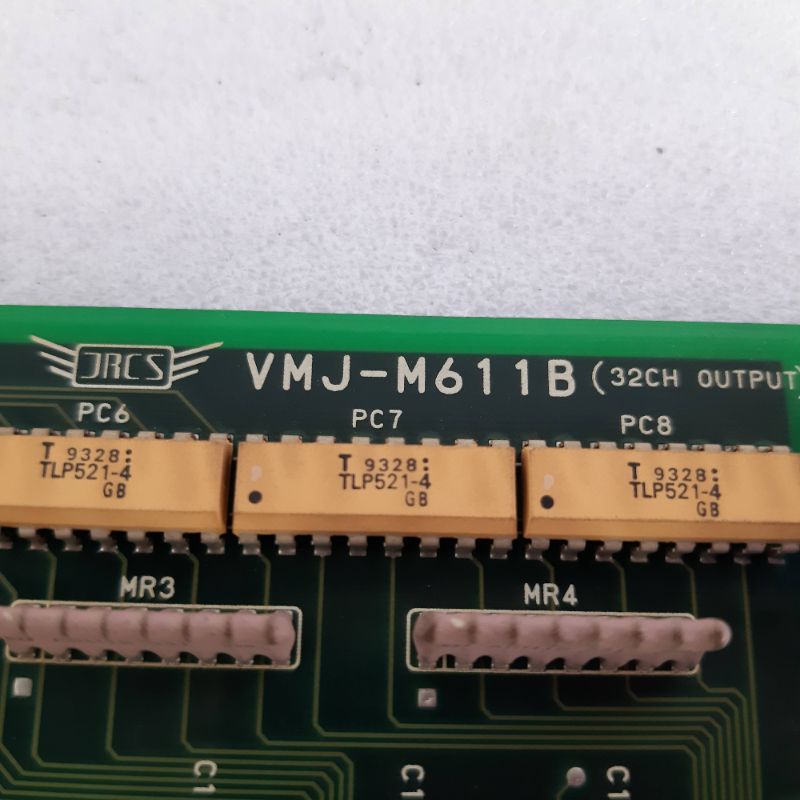 JRCS VMJ-M611B (32CH OUTPUT)
PC6 PC7 PC8
T 9328:
TLP521-4
GB
T 9328:
TLP521-4
GB
T 9328:
TLP521-4
GB
MR3 MR4
C1 C1 C1